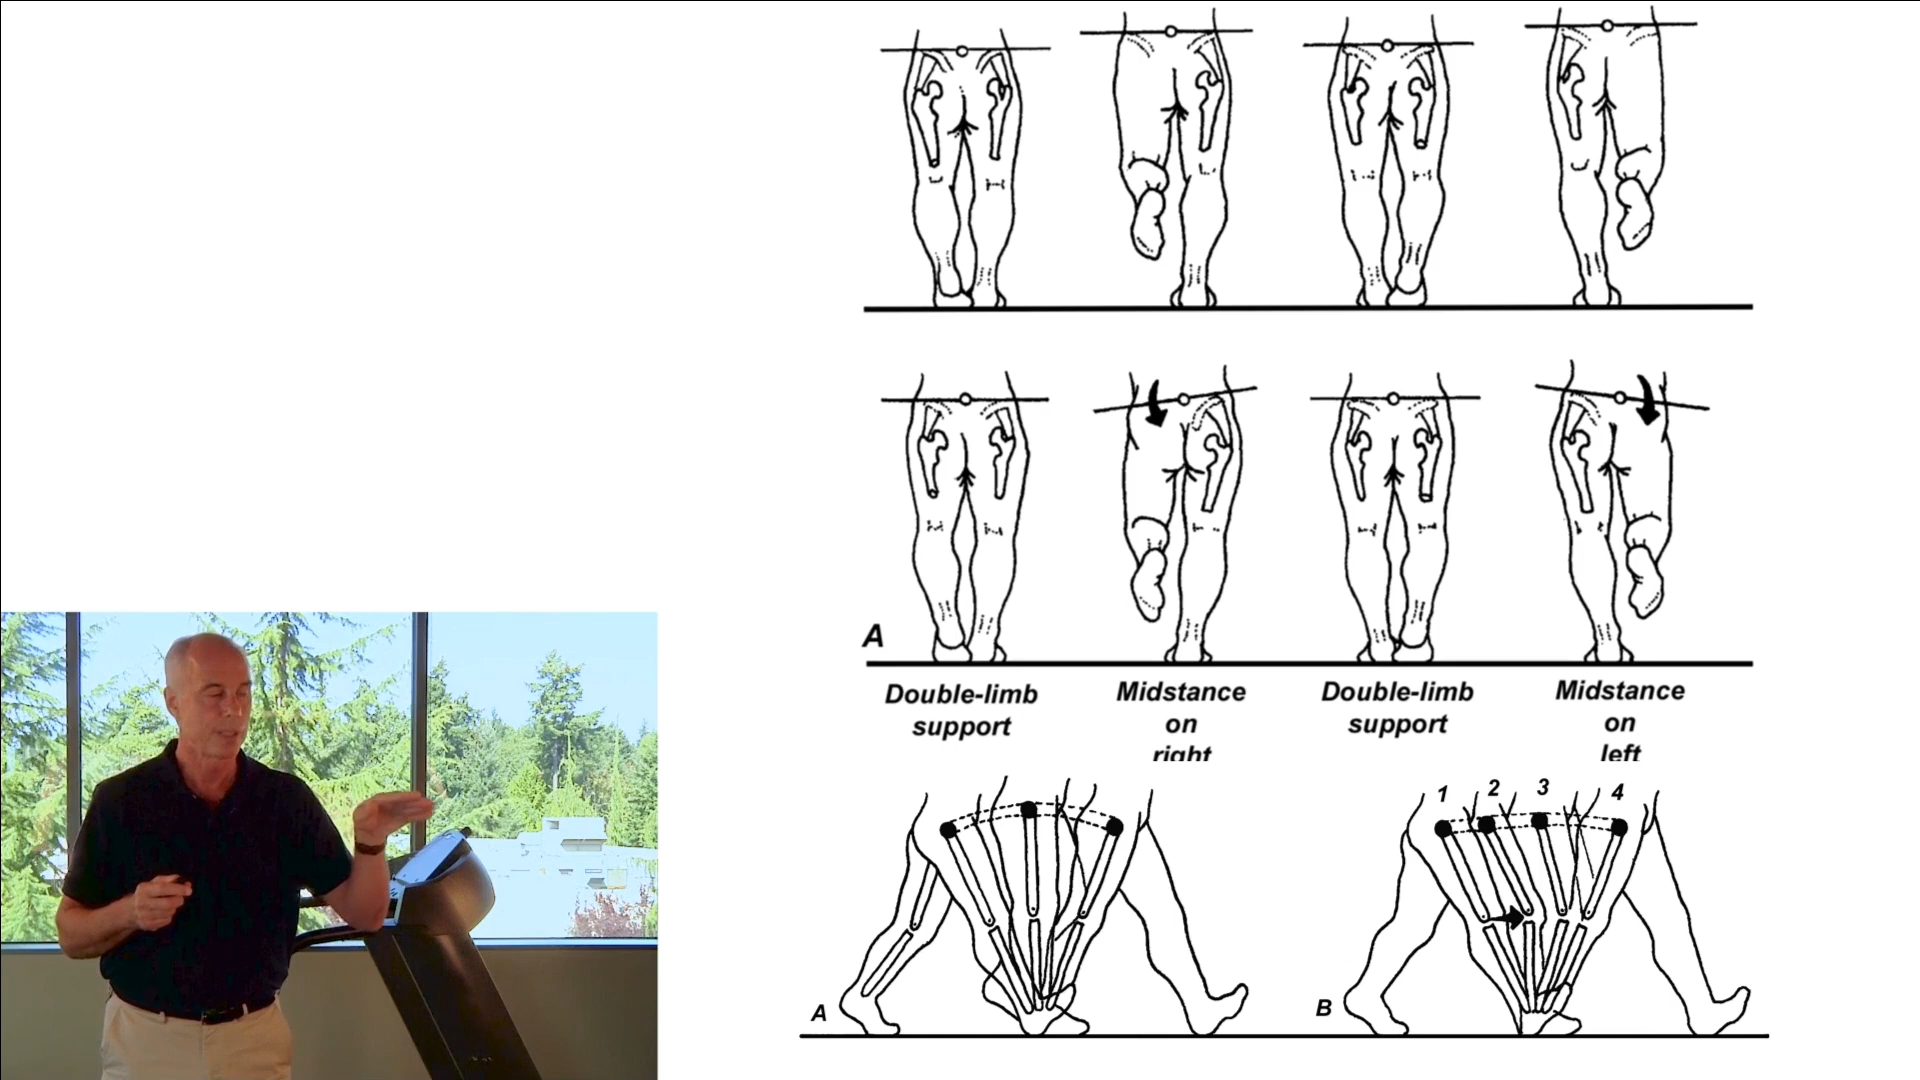 A
Double-limb
support
Midstance
on
right
Double-limb
support
Midstance
on
left
A
1 2 3 4
B